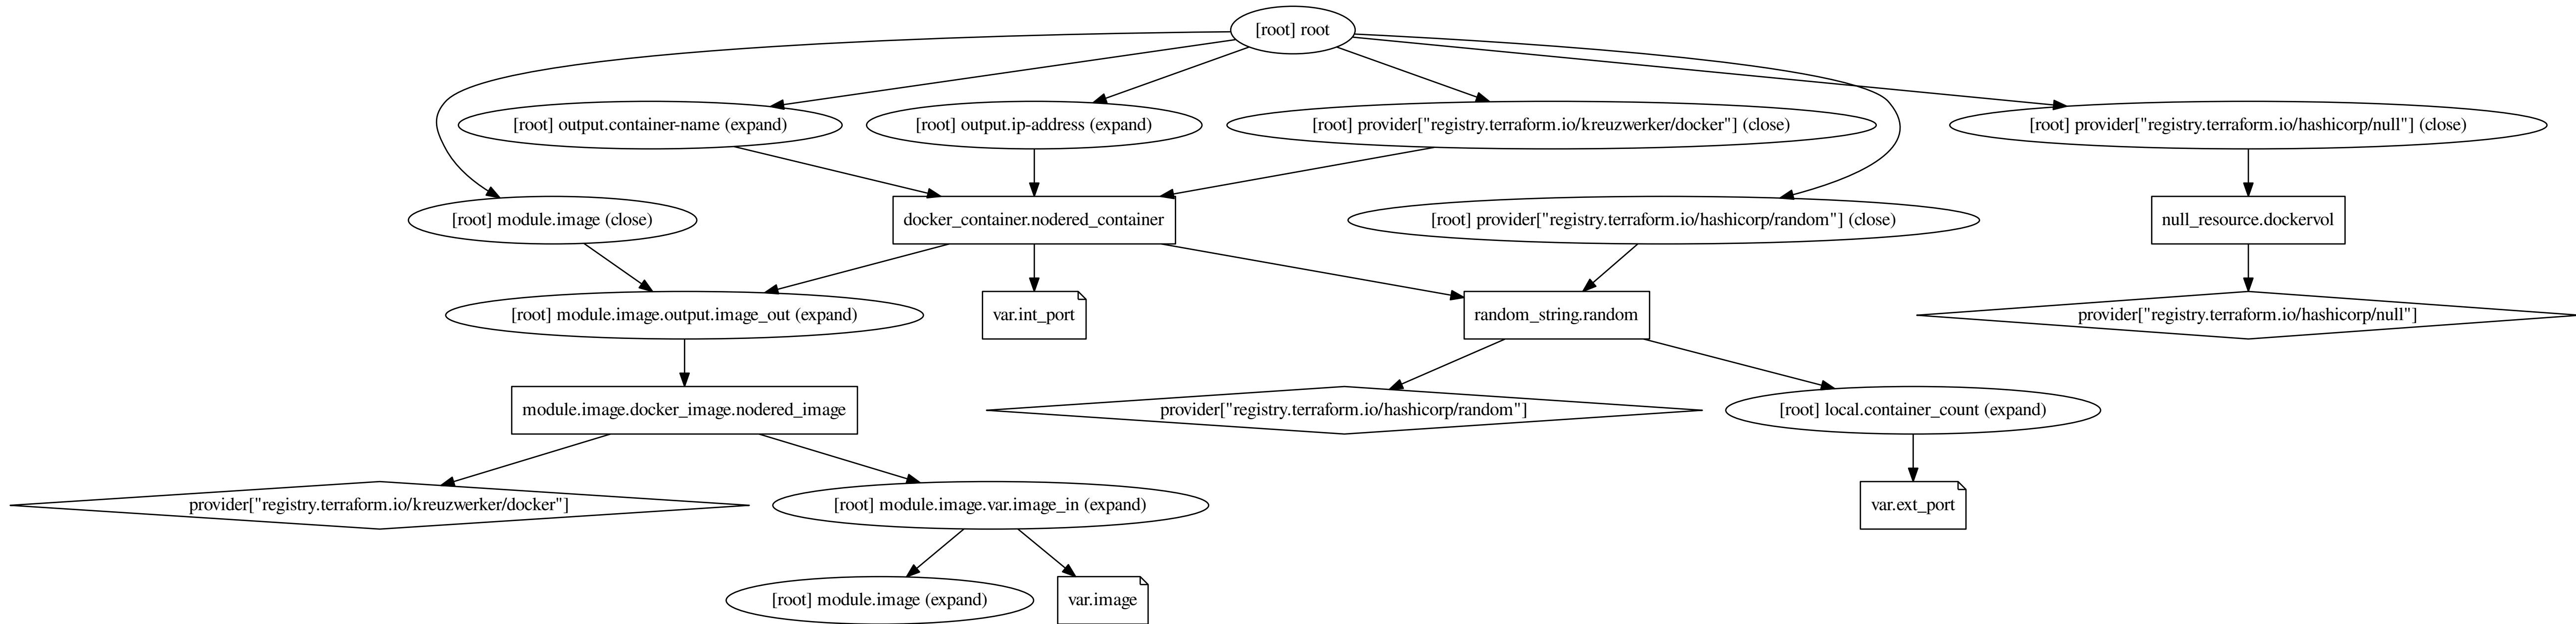 [root] root
[root] output.container-name (expand)
[root] output.ip-address (expand)
[root] provider["registry.terraform.io/kreuzwerker/docker"] (close)
[root] provider["registry.terraform.io/hashicorp/null"] (close)
[root] module.image (close)
docker_container.nodered_container
[root] provider["registry.terraform.io/hashicorp/random"] (close)
null_resource.dockervol
[root] module.image.output.image_out (expand)
var.int_port
random_string.random
provider["registry.terraform.io/hashicorp/null"]
module.image.docker_image.nodered_image
provider["registry.terraform.io/hashicorp/random"]
[root] local.container_count (expand)
provider["registry.terraform.io/kreuzwerker/docker"]
[root] module.image.var.image_in (expand)
var.ext_port
[root] module.image (expand)
var.image